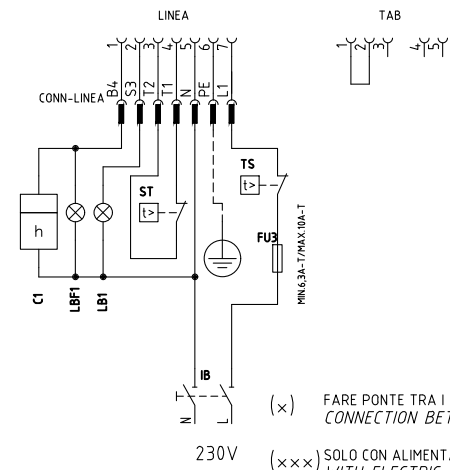 LINEA
TAB
1 2 3 4 5 6 7
1 2 3 4 5
CONN-LINEA B4 S3 T2 T1 N PE L1
TS
t>
ST
t>
h
FU3
MIN.6,3A-T/MAX.10A-T
C1
LBF1
LB1
IB
N L
230V
(x) FARE PONTE TRA I
CONNECTION BET
(xxx) SOLO CON ALIMENT
WITH ELECTRIC